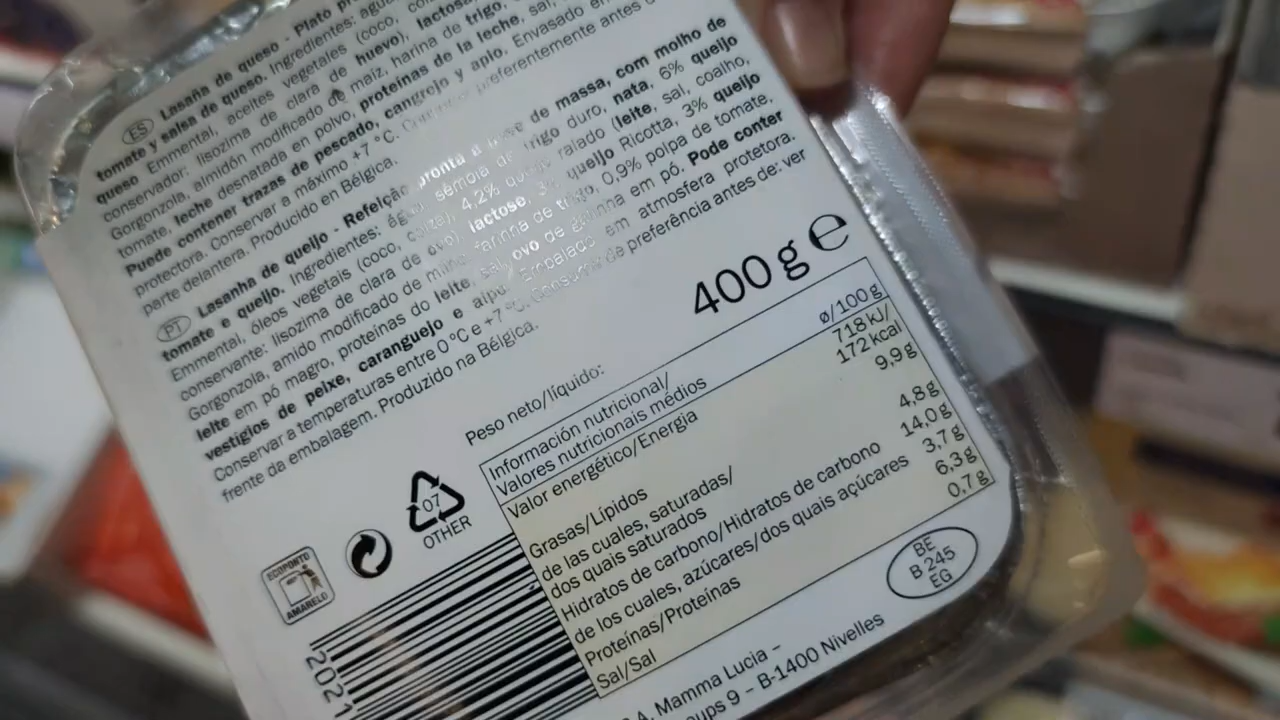 ES Lasaña de queso - Plato
tomate y salsa de queso. Ingredientes:
queso Emmental, aceites vegetales (coco,
conservador: lisozima de clara de huevo),
Gorgonzola, almidón modificado de maíz, harina de trigo,
tomate, leche desnatada en polvo, proteínas de la leche, sal,
Puede contener trazas de pescado, cangrejo y apio. Envasado en
protectora. Conservar a máximo +7 °C. preferentemente antes
parte delantera. Producido en Bélgica.
PT Lasanha de queijo - Refeição pronta à de massa, com molho de
tomate e queijo. Ingredientes: sêmola de trigo duro, nata, 6% queijo
Emmental, óleos vegetais (coco, colza), 4,2% queijo ralado (leite, sal, coalho,
conservante: lisozima de clara de ovo), lactose, queijo Ricotta, 3% queijo
Gorgonzola, amido modificado de milho, farinha de trigo, 0,9% polpa de tomate,
leite em pó magro, proteínas do leite, sal, ovo de galinha em pó. Pode conter
vestígios de peixe, caranguejo e aipo. Embalado em atmosfera protetora.
Conservar a temperaturas entre 0°C e +7 °C. de preferência antes de: ver
frente da embalagem. Produzido na Bélgica.
Peso neto/líquido:
400 g e
Información nutricional/
Valores nutricionais médios ø/100g
Valor energético/Energia 718 kJ/
172 kcal
Grasas/Lípidos 9,9 g
de las cuales, saturadas/
dos quais saturados 4,8 g
Hidratos de carbono/Hidratos de carbono 14,0 g
de los cuales, azúcares/dos quais açúcares 3,7 g
Proteínas/Proteínas 6,3 g
Sal/Sal 0,7 g
ECOPONTO
AMARELO
07
OTHER
BE
B 245
EG
2021
A. Mamma Lucia –
9 – B-1400 Nivelles